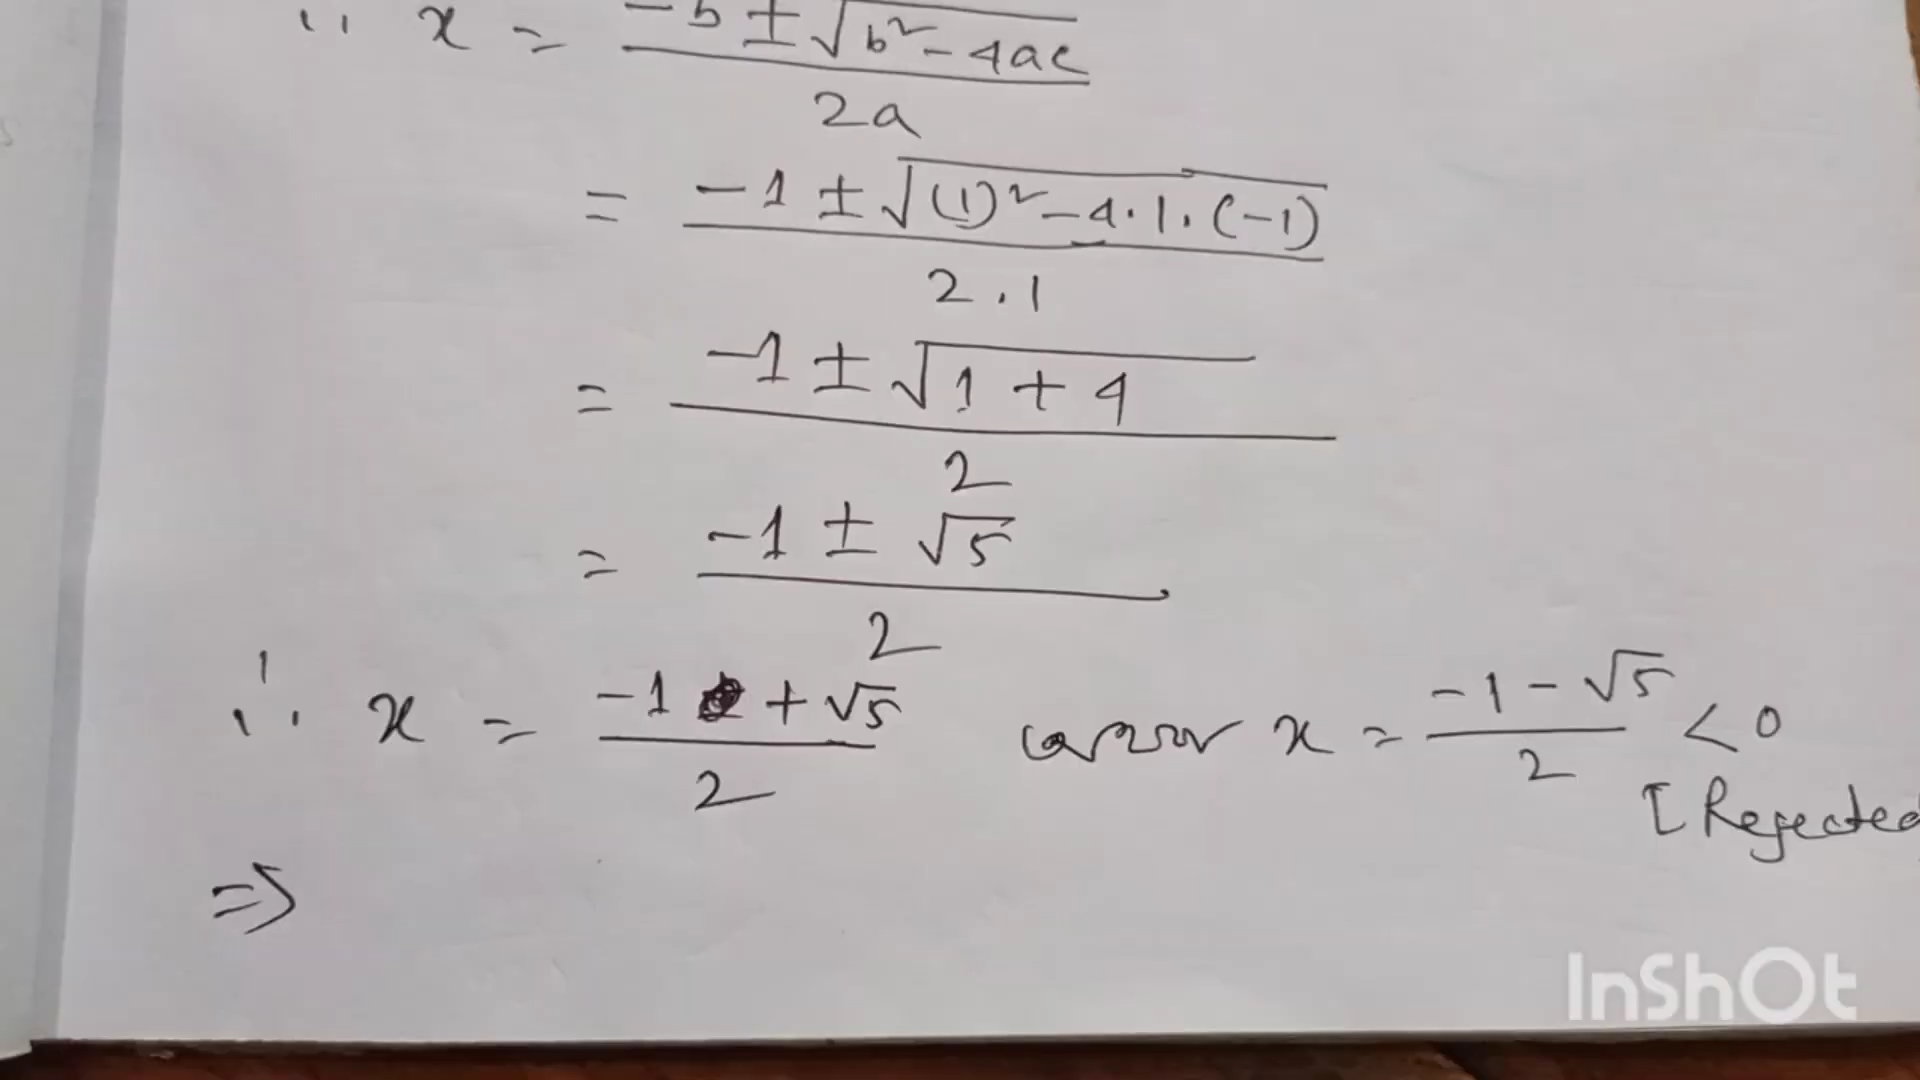 ∴ x = (-b ± √(b² - 4ac)) / 2a
= (-1 ± √((1)² - 4·1·(-1))) / 2·1
= (-1 ± √(1 + 4)) / 2
= (-1 ± √5) / 2
∴ x = (-1 + √5) / 2 x = (-1 - √5) / 2 < 0
[Rejected
⇒
InShOt